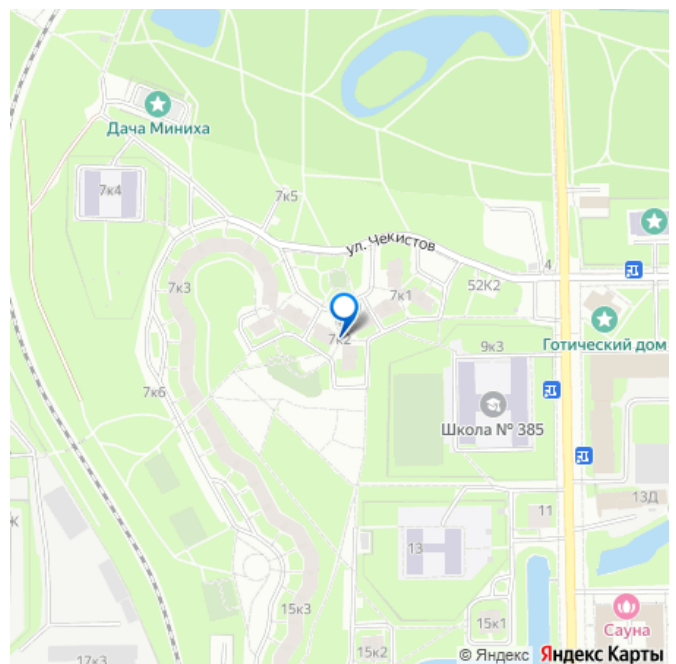 Дача Миниха
7к4
7к5
ул. Чекистов
4
7к3
7к1
52К2
7к2
Готический дом
9к3
7к6
Школа № 385
13Д
11
Ж
13
15к3
15к1
Сауна
15к2
17к3
© Яндекс Яндекс Карты